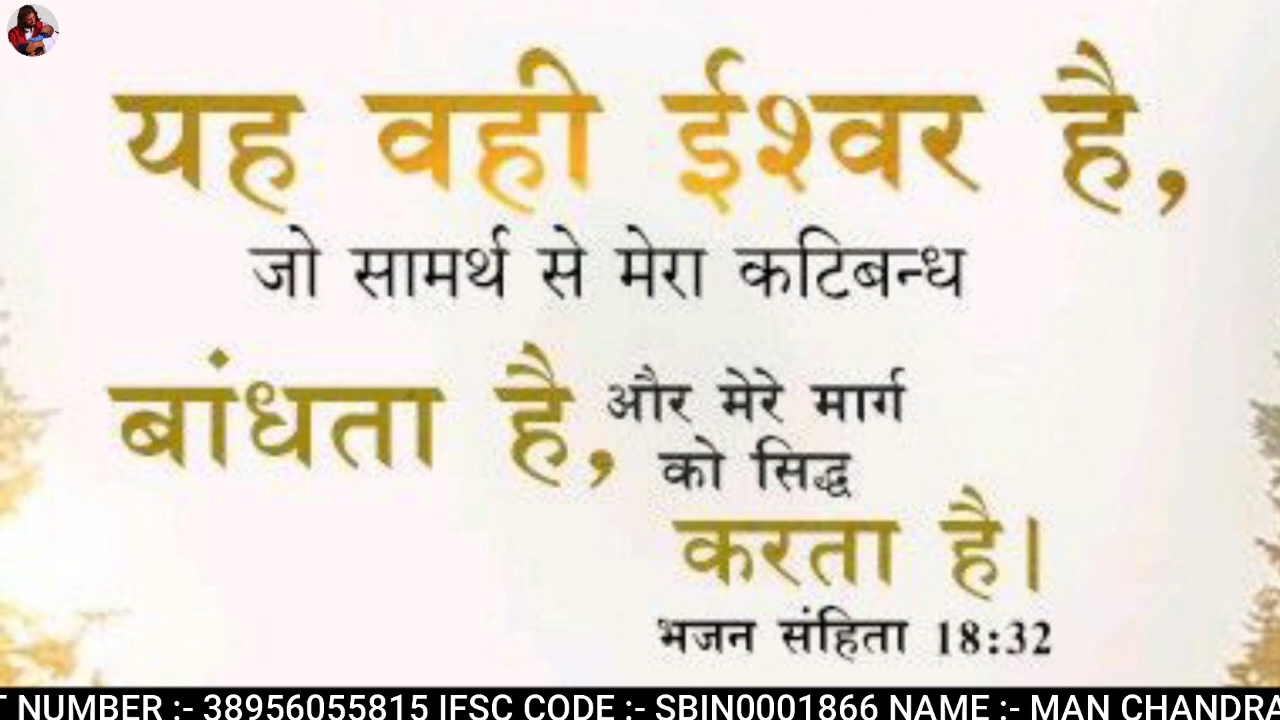 यह वही ईश्वर है,
जो सामर्थ से मेरा कटिबन्ध
बांधता है, और मेरे मार्ग
को सिद्ध
करता है।
भजन संहिता 18:32
T NUMBER :- 38956055815 IFSC CODE :- SBIN0001866 NAME :- MAN CHANDRA